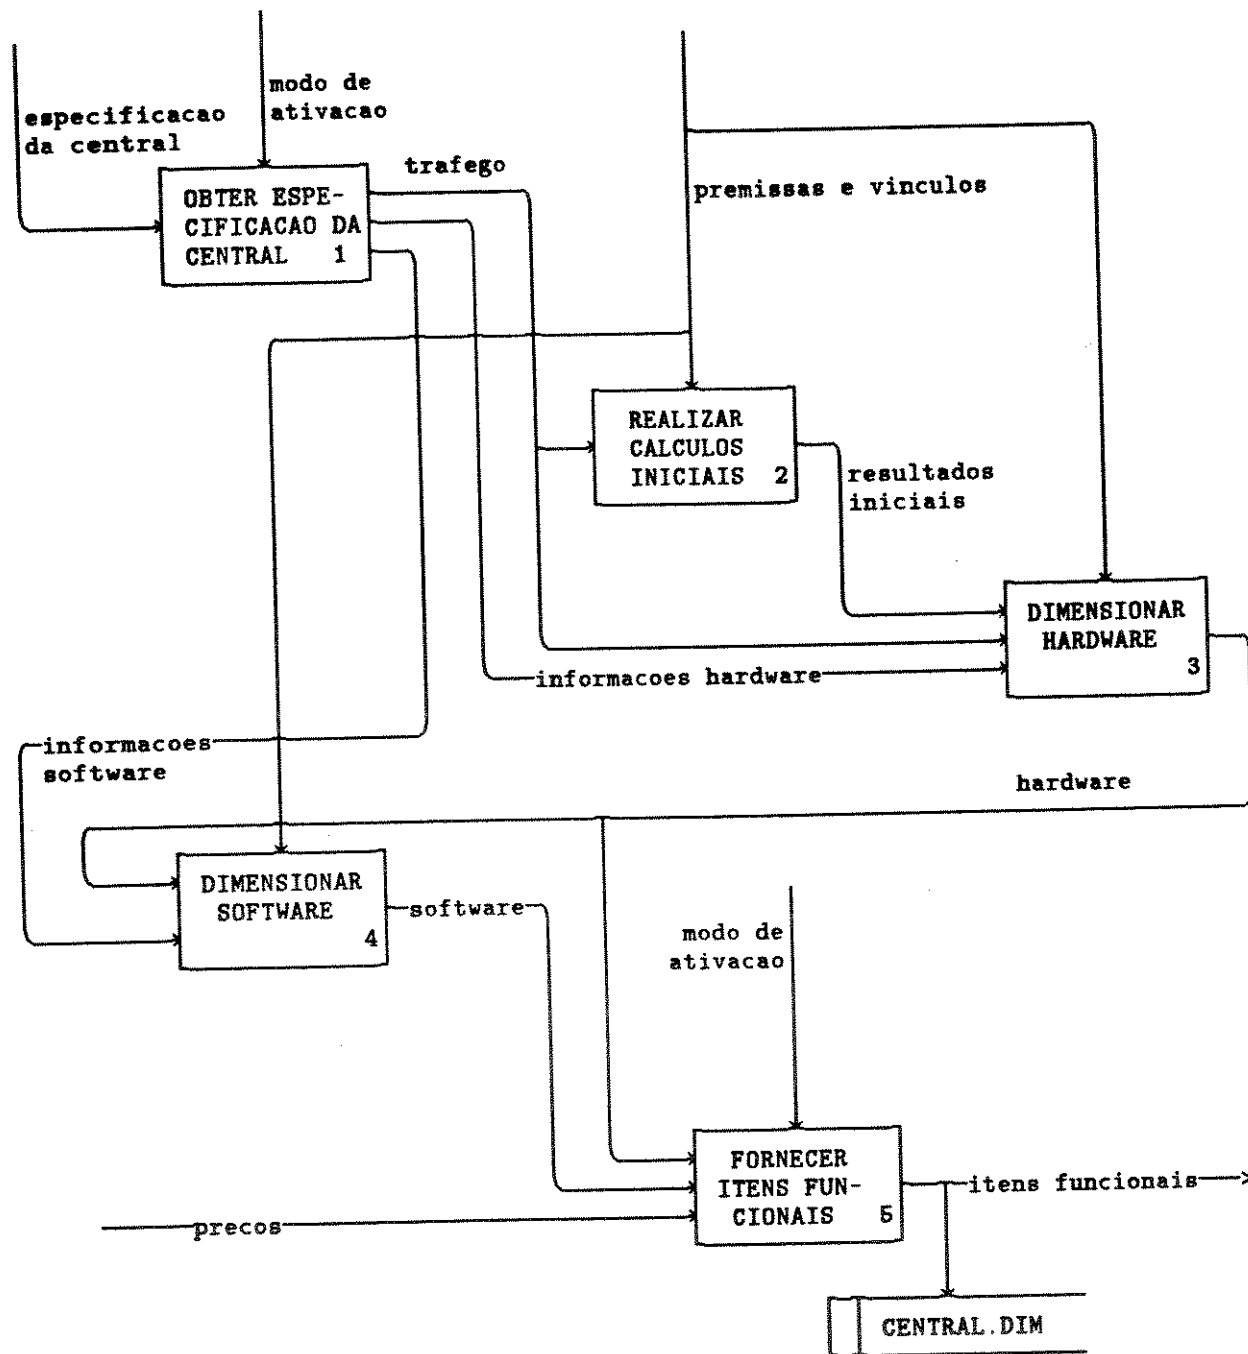 modo de
ativacao
especificacao
da central
trafego
OBTER ESPE-
CIFICACAO DA
CENTRAL 1
premissas e vinculos
REALIZAR
CALCULOS
INICIAIS 2
resultados
iniciais
DIMENSIONAR
HARDWARE
3
informacoes hardware
informacoes
software
hardware
DIMENSIONAR
SOFTWARE
4
software
modo de
ativacao
FORNECER
ITENS FUN-
CIONAIS 5
itens funcionais
precos
CENTRAL.DIM